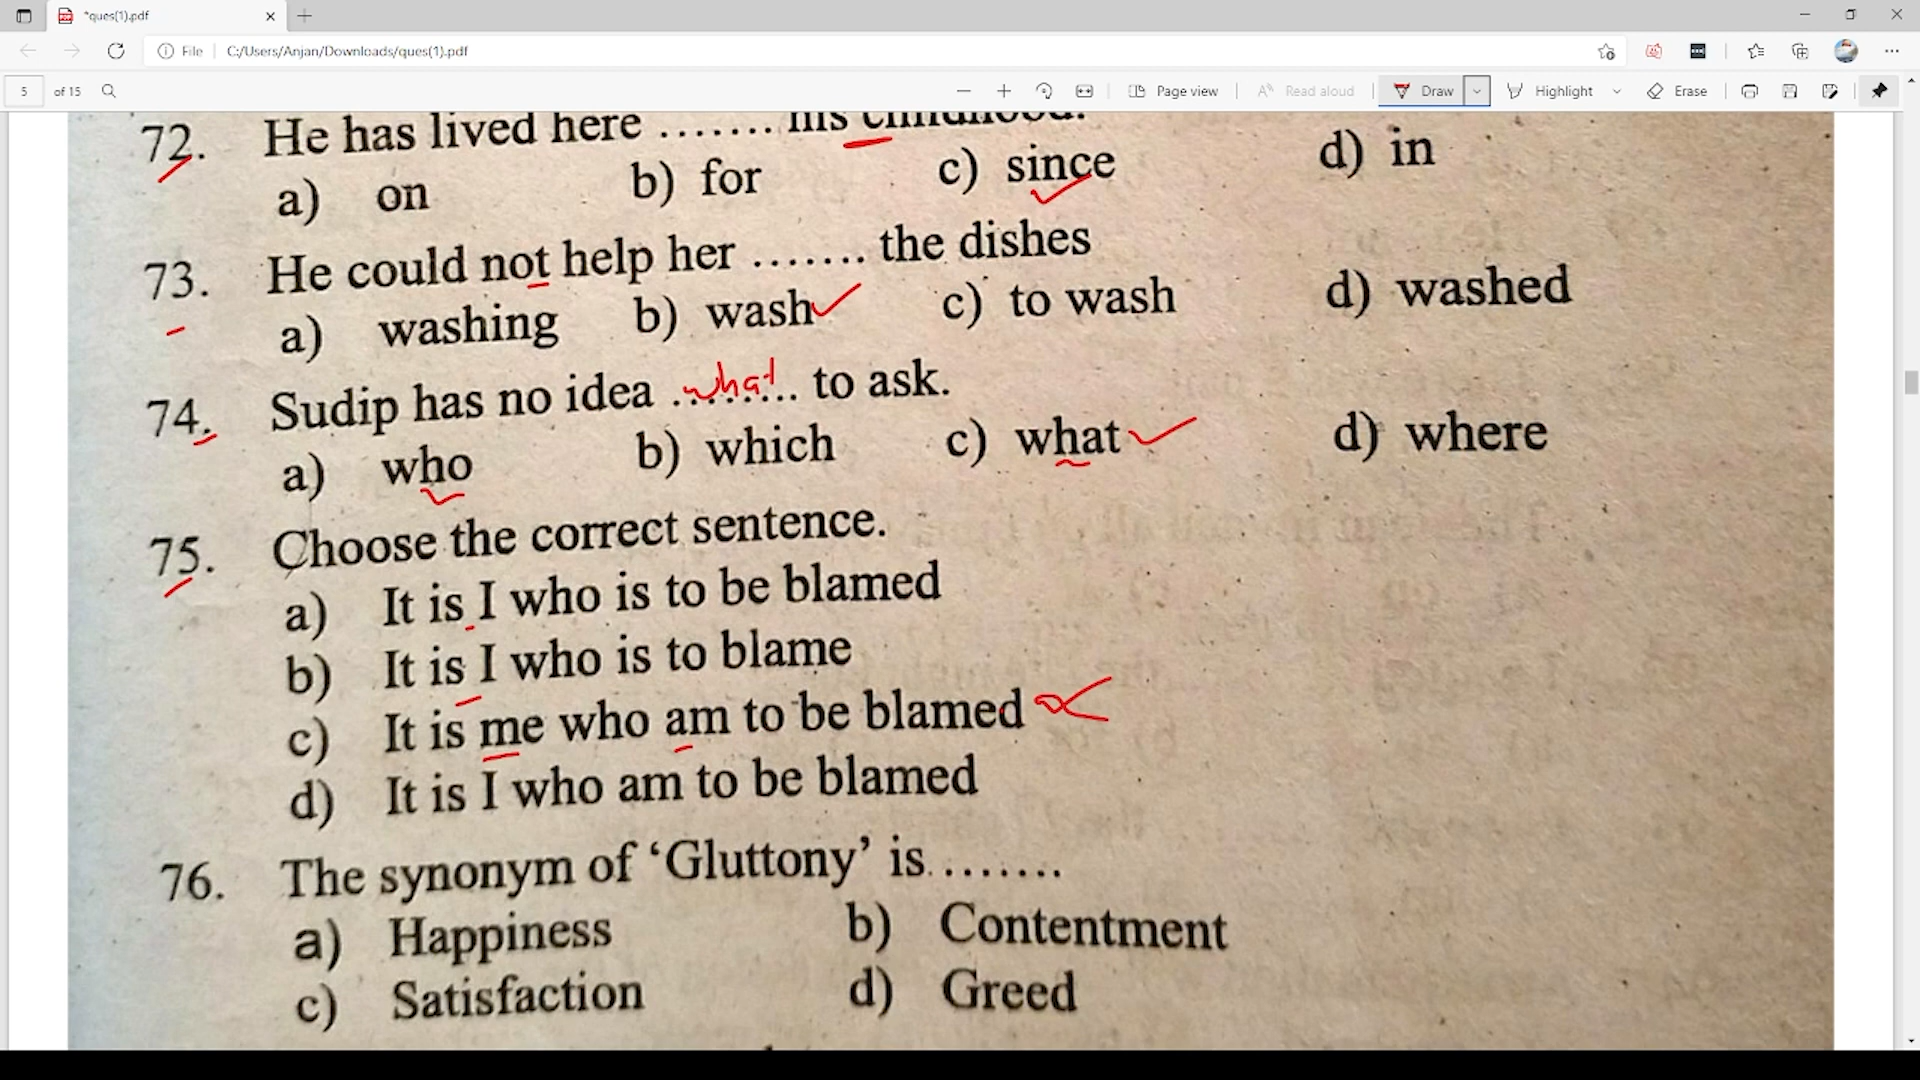 *ques(1).pdf
File C:/Users/Anjan/Downloads/ques(1).pdf
5 of 15 Page view Read aloud Draw Highlight Erase
72. He has lived here ....... his childhood.
a) on b) for c) since d) in
73. He could not help her ....... the dishes
a) washing b) wash c) to wash d) washed
74. Sudip has no idea ........ to ask.
what
a) who b) which c) what d) where
75. Choose the correct sentence.
a) It is I who is to be blamed
b) It is I who is to blame
c) It is me who am to be blamed
d) It is I who am to be blamed
76. The synonym of ‘Gluttony’ is ........
a) Happiness b) Contentment
c) Satisfaction d) Greed